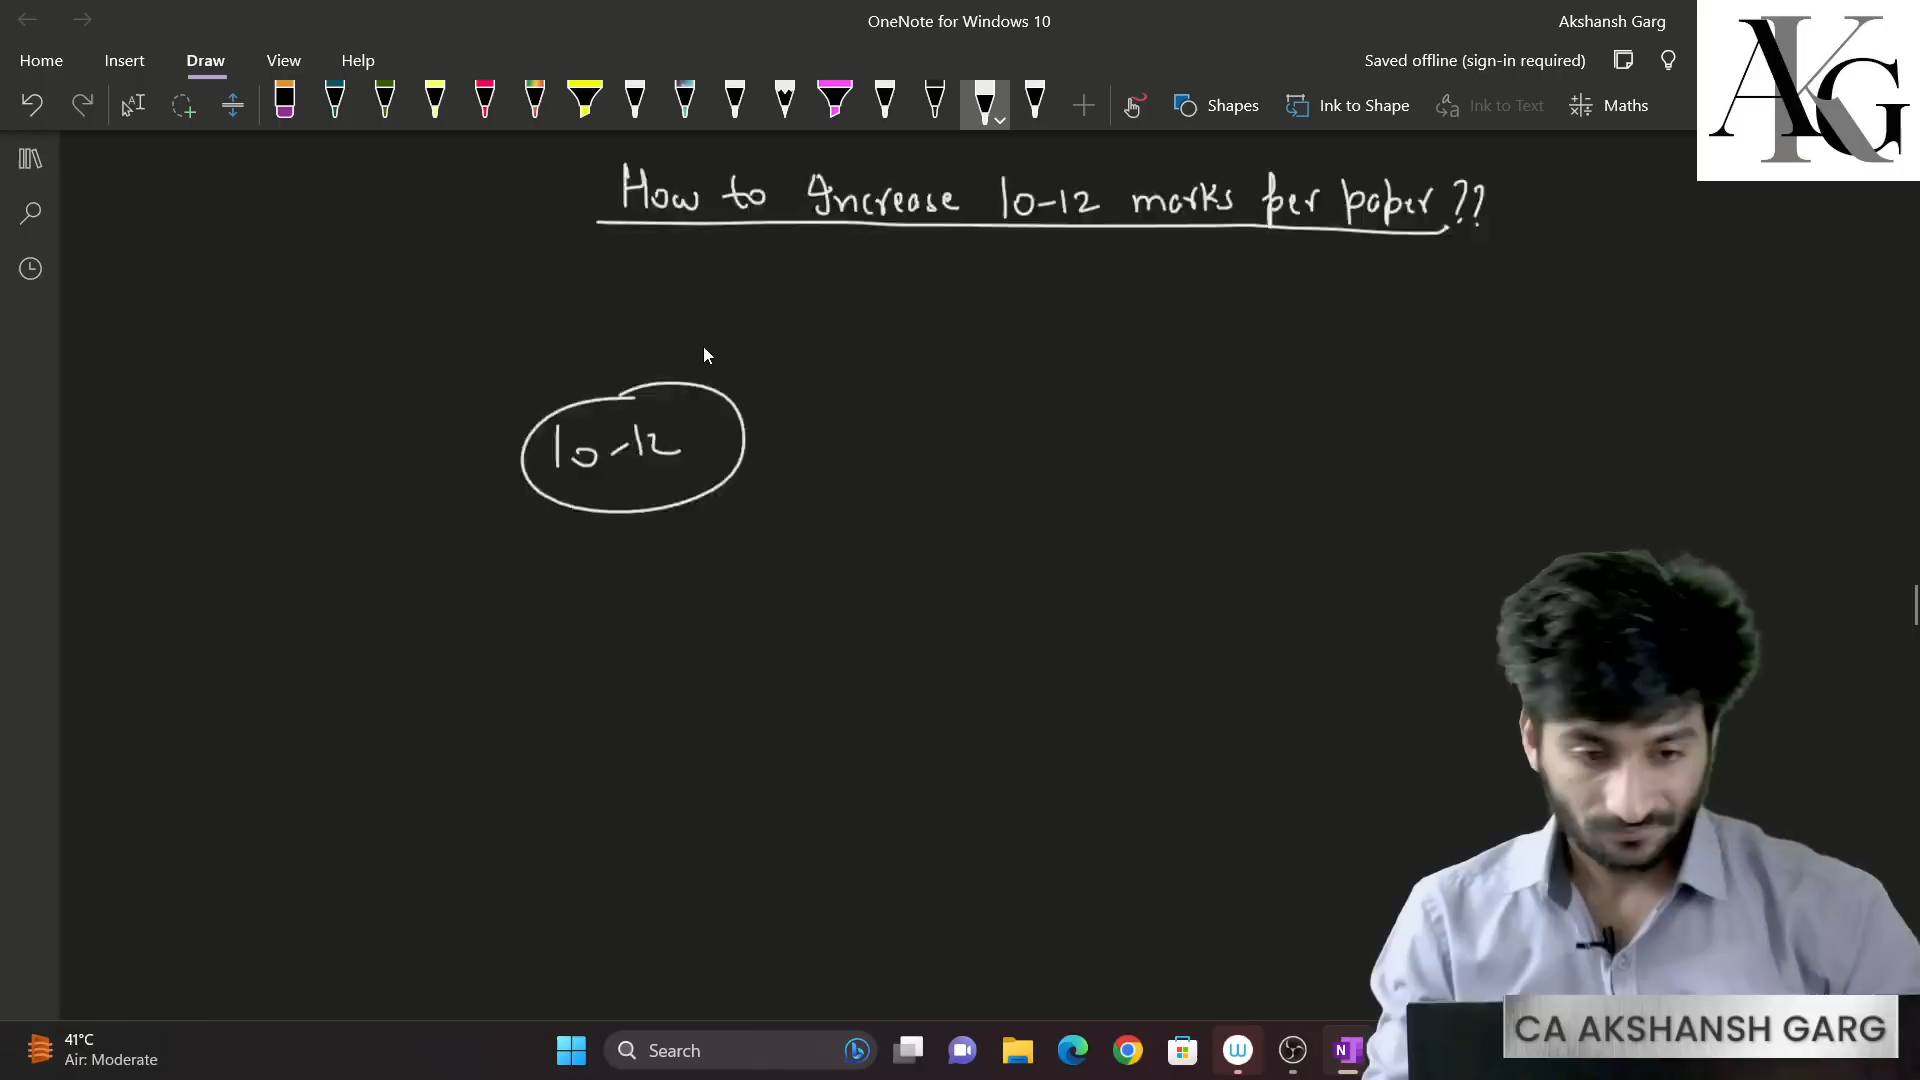 OneNote for Windows 10
Akshansh Garg
Home Insert Draw View Help
Saved offline (sign-in required)
Shapes Ink to Shape Ink to Text Maths
AKG
How to Increase 10-12 marks per paper??
10-12
CA AKSHANSH GARG
41°C
Air: Moderate
Search